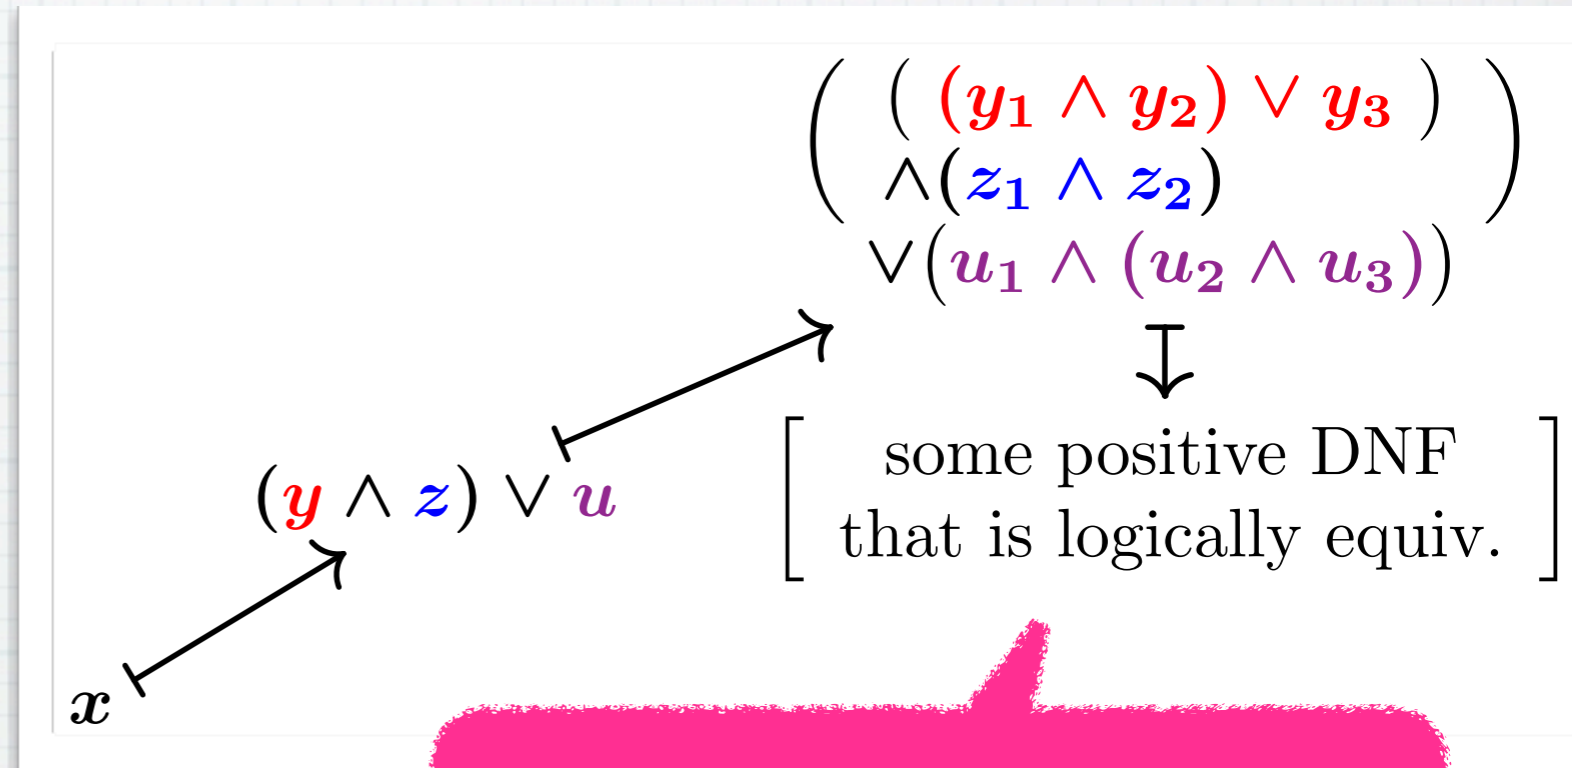 ( ( (y₁ ∧ y₂) ∨ y₃ )
∧(z₁ ∧ z₂) )
∨(u₁ ∧ (u₂ ∧ u₃))
(y ∧ z) ∨ u
[ some positive DNF
that is logically equiv. ]
x